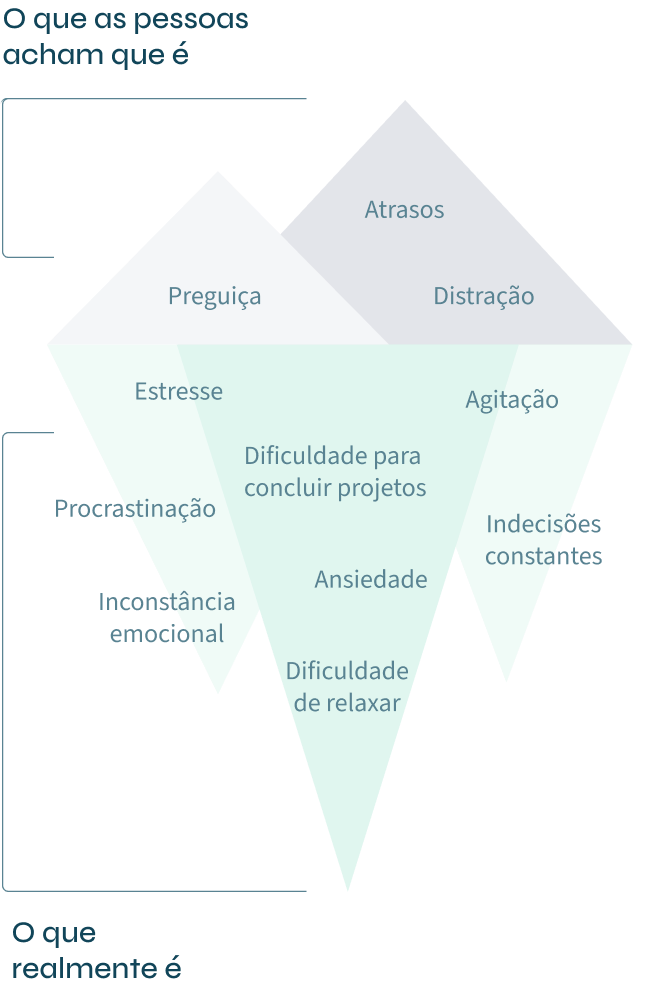 O que as pessoas
acham que é
Atrasos
Preguiça
Distração
Estresse
Agitação
Dificuldade para
concluir projetos
Procrastinação
Indecisões
constantes
Ansiedade
Inconstância
emocional
Dificuldade
de relaxar
O que
realmente é